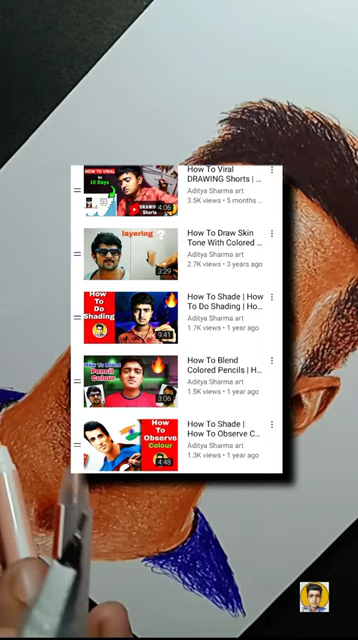 HOW TO VIRAL
in
10 Days
DRAWING
Shorts
4:06
How To Viral
DRAWING Shorts | ...
Aditya Sharma art
3.5K views • 5 months ...
layering ?
3:29
How To Draw Skin
Tone With Colored ...
Aditya Sharma art
2.7K views • 3 years ago
How
To
Do
Shading
9:41
How To Shade | How
To Do Shading | Ho...
Aditya Sharma art
1.7K views • 1 year ago
How To Blend
Pencil
Colour
3:06
How To Blend
Colored Pencils | H...
Aditya Sharma art
1.5K views • 1 year ago
How
To
Observe
Colour
4:48
How To Shade |
How To Observe C...
Aditya Sharma art
1.3K views • 1 year ago